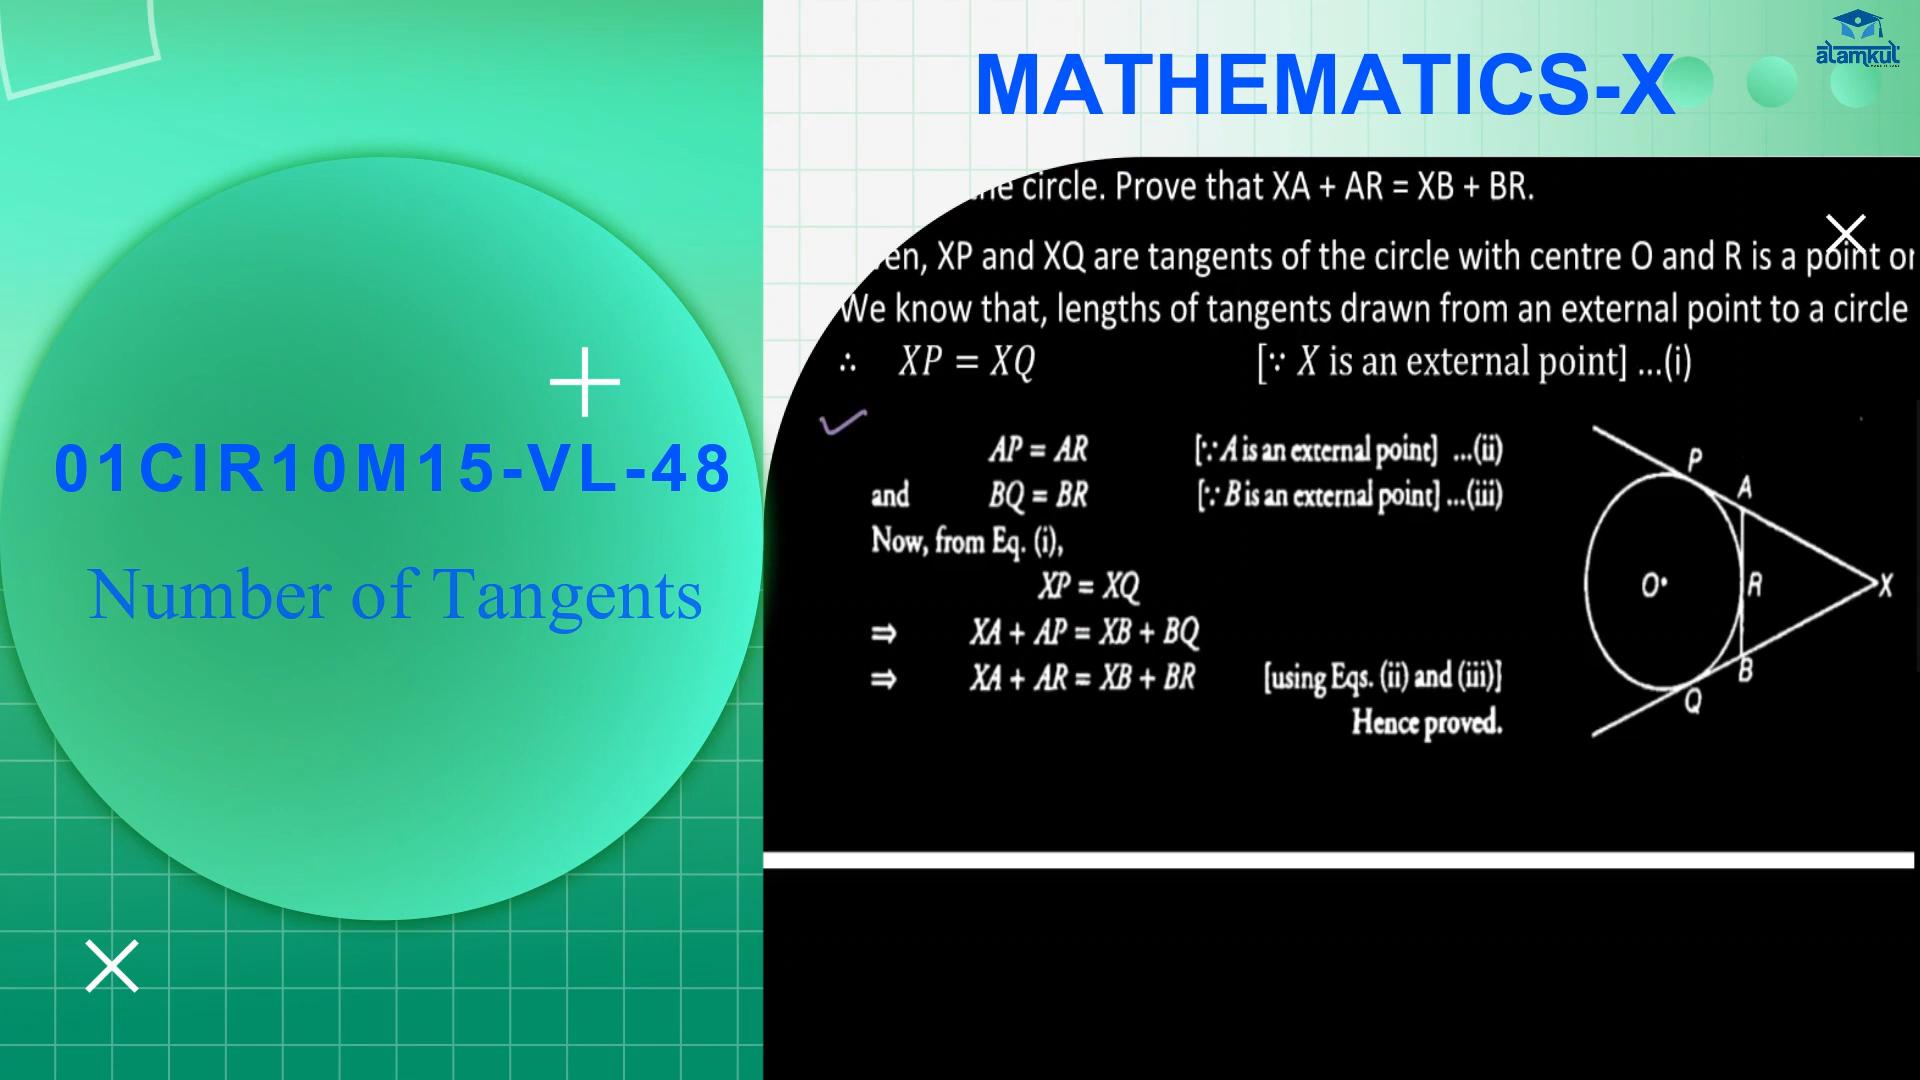 MATHEMATICS-X
alamkul
01CIR10M15-VL-48
Number of Tangents
circle. Prove that XA + AR = XB + BR.
XP and XQ are tangents of the circle with centre O and R is a point
We know that, lengths of tangents drawn from an external point to a circle
∴ XP = XQ [∵ X is an external point] ...(i)
AP = AR [∵ A is an external point] ...(ii)
and BQ = BR [∵ B is an external point] ...(iii)
Now, from Eq. (i),
XP = XQ
⇒ XA + AP = XB + BQ
⇒ XA + AR = XB + BR [using Eqs. (ii) and (iii)]
Hence proved.
P
A
O
R
X
B
Q